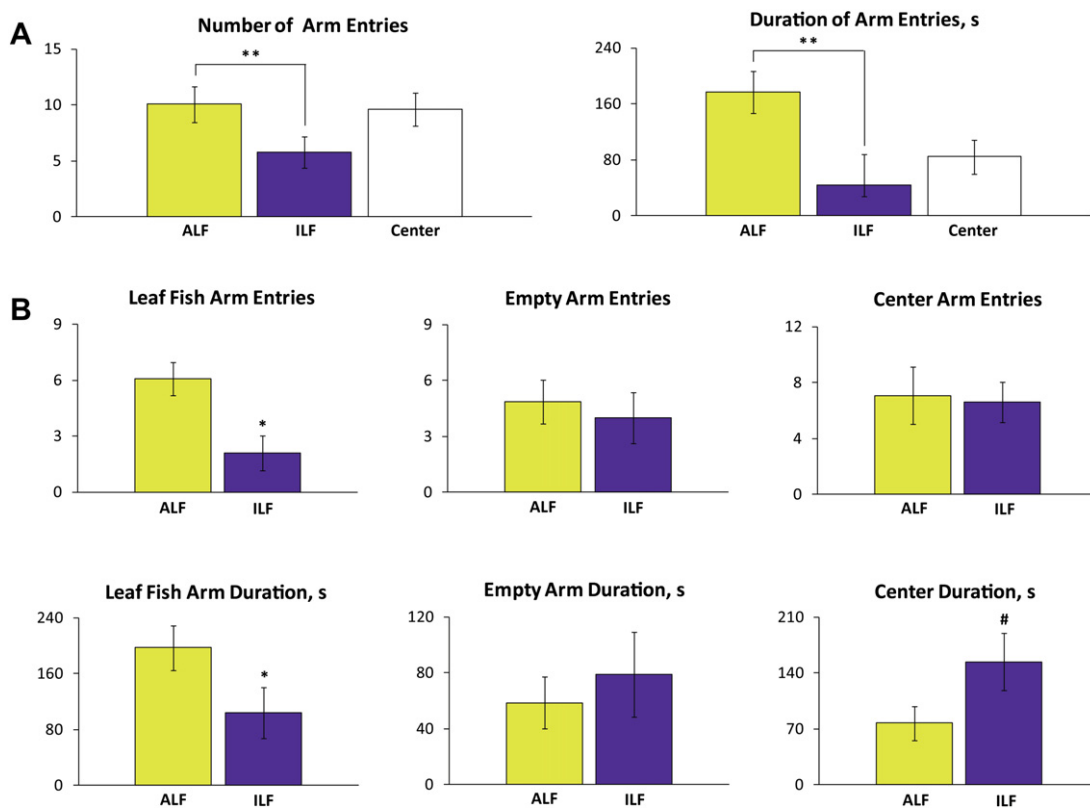 A
Number of Arm Entries
15
10
5
0
**
ALF ILF Center
Duration of Arm Entries, s
240
160
80
0
**
ALF ILF Center
B
Leaf Fish Arm Entries
9
6
3
0
*
ALF ILF
Empty Arm Entries
9
6
3
0
ALF ILF
Center Arm Entries
12
8
4
0
ALF ILF
Leaf Fish Arm Duration, s
240
160
80
0
*
ALF ILF
Empty Arm Duration, s
120
80
40
0
ALF ILF
Center Duration, s
210
140
70
0
#
ALF ILF